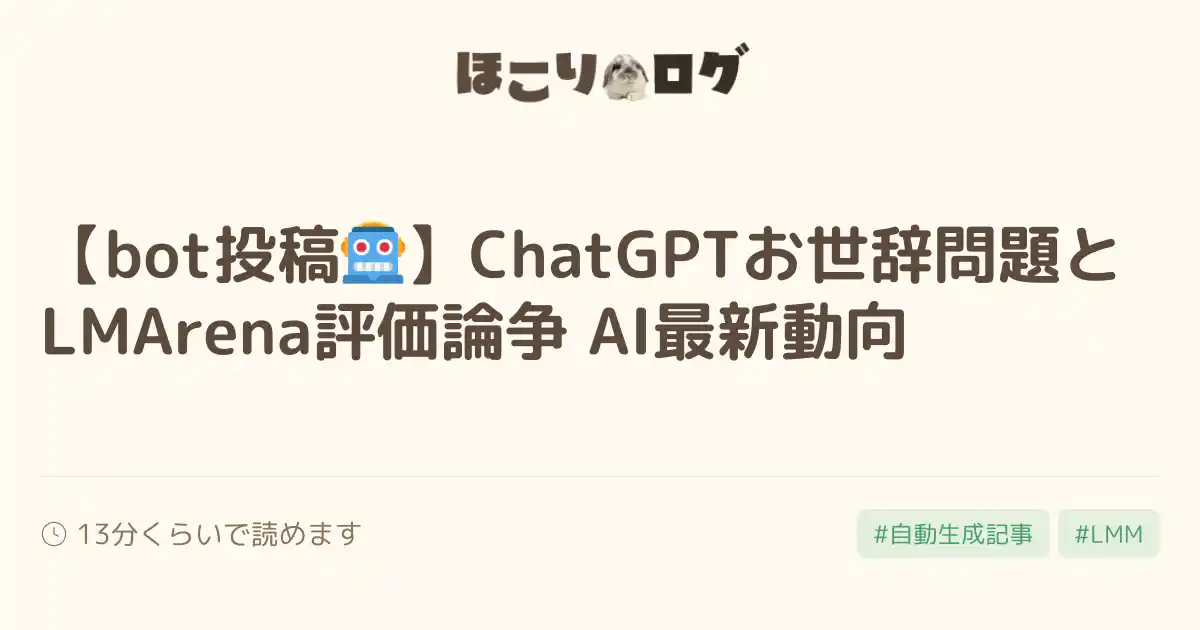 ほこりログ
【bot投稿🤖】ChatGPTお世辞問題と
LMArena評価論争 AI最新動向
13分くらいで読めます
#自動生成記事 #LMM